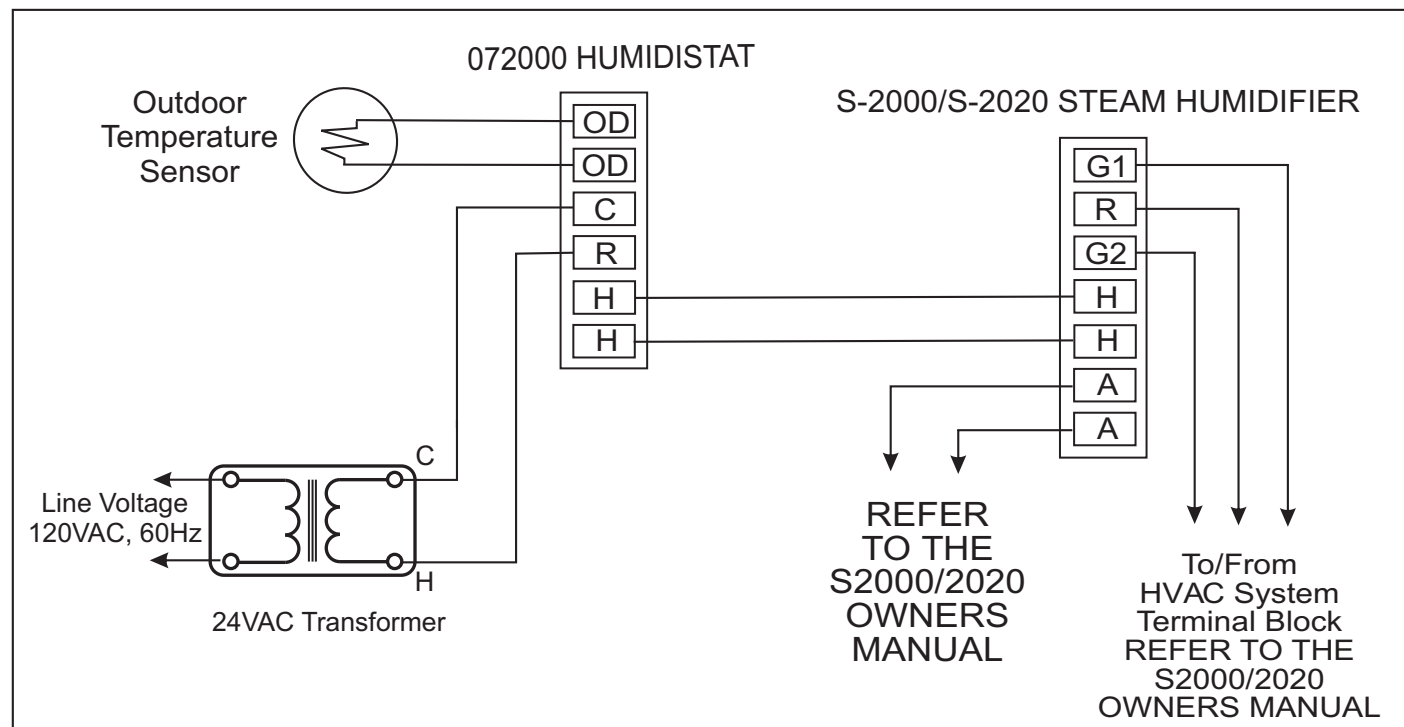 072000 HUMIDISTAT
Outdoor
Temperature
Sensor
OD
OD
C
R
H
H
S-2000/S-2020 STEAM HUMIDIFIER
G1
R
G2
H
H
A
A
C
H
Line Voltage
120VAC, 60Hz
24VAC Transformer
REFER
TO THE
S2000/2020
OWNERS
MANUAL
To/From
HVAC System
Terminal Block
REFER TO THE
S2000/2020
OWNERS MANUAL